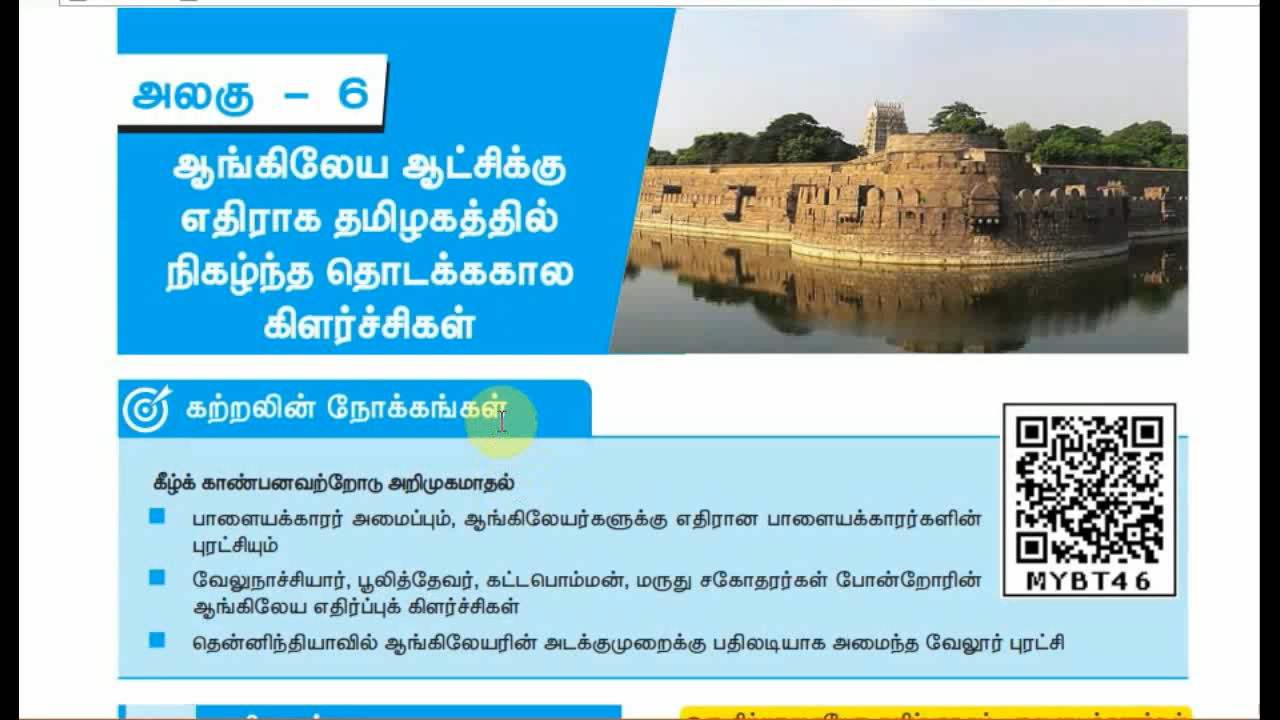 அலகு - 6
ஆங்கிலேய ஆட்சிக்கு
எதிராக தமிழகத்தில்
நிகழ்ந்த தொடக்ககால
கிளர்ச்சிகள்
கற்றலின் நோக்கங்கள்
கீழ்க் காண்பனவற்றோடு அறிமுகமாதல்
பாளையக்காரர் அமைப்பும், ஆங்கிலேயர்களுக்கு எதிரான பாளையக்காரர்களின்
புரட்சியும்
வேலுநாச்சியார், பூலித்தேவர், கட்டபொம்மன், மருது சகோதரர்கள் போன்றோரின்
ஆங்கிலேய எதிர்ப்புக் கிளர்ச்சிகள்
தென்னிந்தியாவில் ஆங்கிலேயரின் அடக்குமுறைக்கு பதிலடியாக அமைந்த வேலூர் புரட்சி
MYBT46